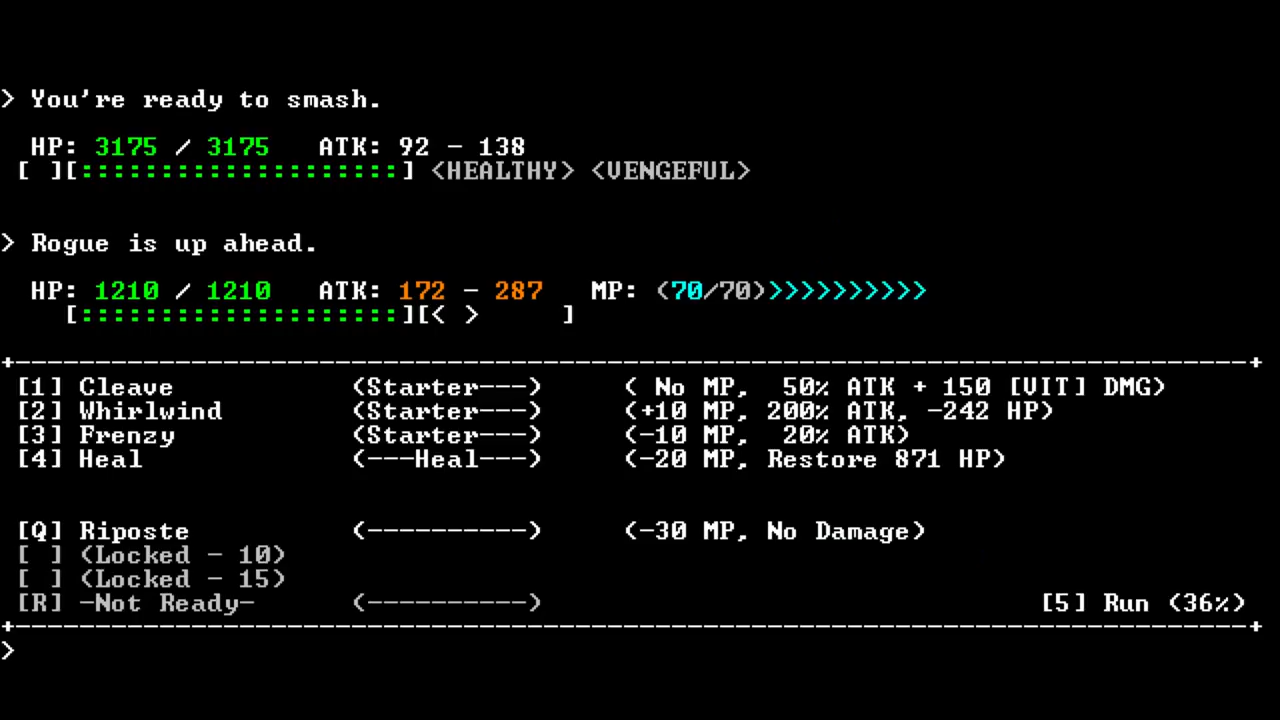 > You're ready to smash.
HP: 3175 / 3175   ATK: 92 - 138
[ ][::::::::::::::::::::] <HEALTHY> <VENGEFUL>
> Rogue is up ahead.
HP: 1210 / 1210   ATK: 172 - 287   MP: (70/70)>>>>>>>>>>
[::::::::::::::::::::][< >     ]
+-----------------------------------------------------------------------------+
[1] Cleave           (Starter---)     ( No MP,  50% ATK + 150 [VIT] DMG)
[2] Whirlwind        (Starter---)     (+10 MP, 200% ATK, -242 HP)
[3] Frenzy           (Starter---)     (-10 MP,  20% ATK)
[4] Heal             (---Heal---)     (-20 MP, Restore 871 HP)
[Q] Riposte          (----------)     (-30 MP, No Damage)
[ ] (Locked - 10)
[ ] (Locked - 15)
[R] -Not Ready-      (----------)                               [5] Run (36%)
+-----------------------------------------------------------------------------+
>